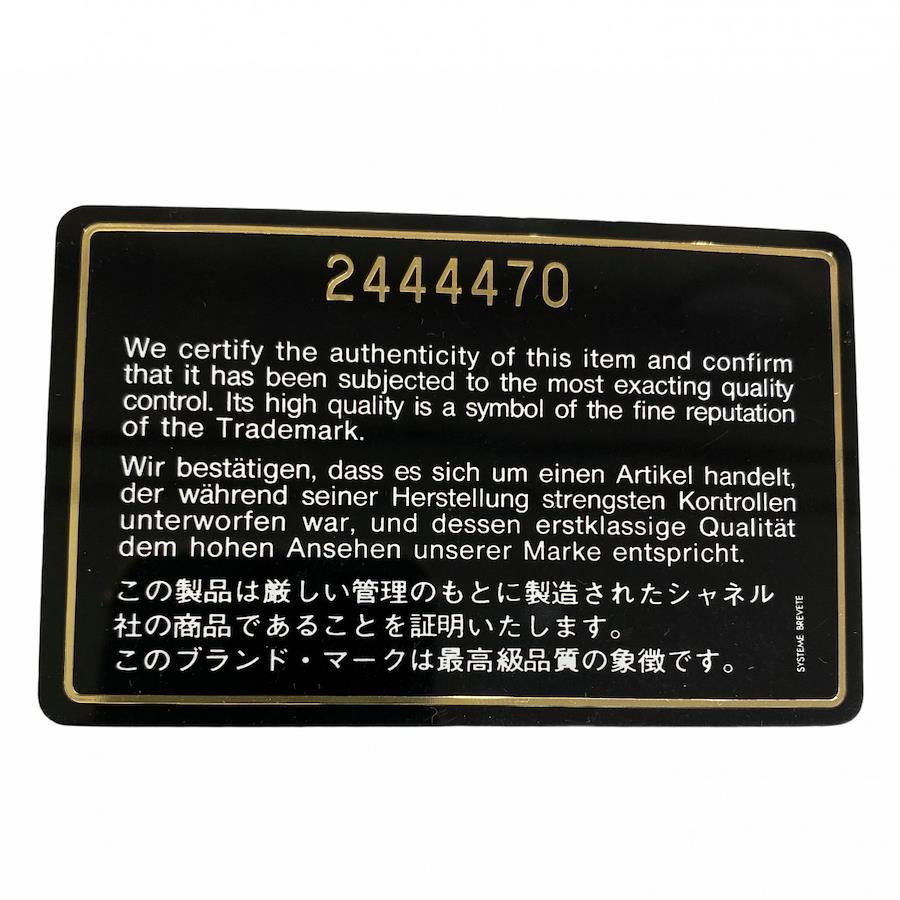 2444470
We certify the authenticity of this item and confirm
that it has been subjected to the most exacting quality
control. Its high quality is a symbol of the fine reputation
of the Trademark.
Wir bestätigen, dass es sich um einen Artikel handelt,
der während seiner Herstellung strengsten Kontrollen
unterworfen war, und dessen erstklassige Qualität
dem hohen Ansehen unserer Marke entspricht.
この製品は厳しい管理のもとに製造されたシャネル
社の商品であることを証明いたします。
このブランド・マークは最高級品質の象徴です。
SYSTEME BREVETE